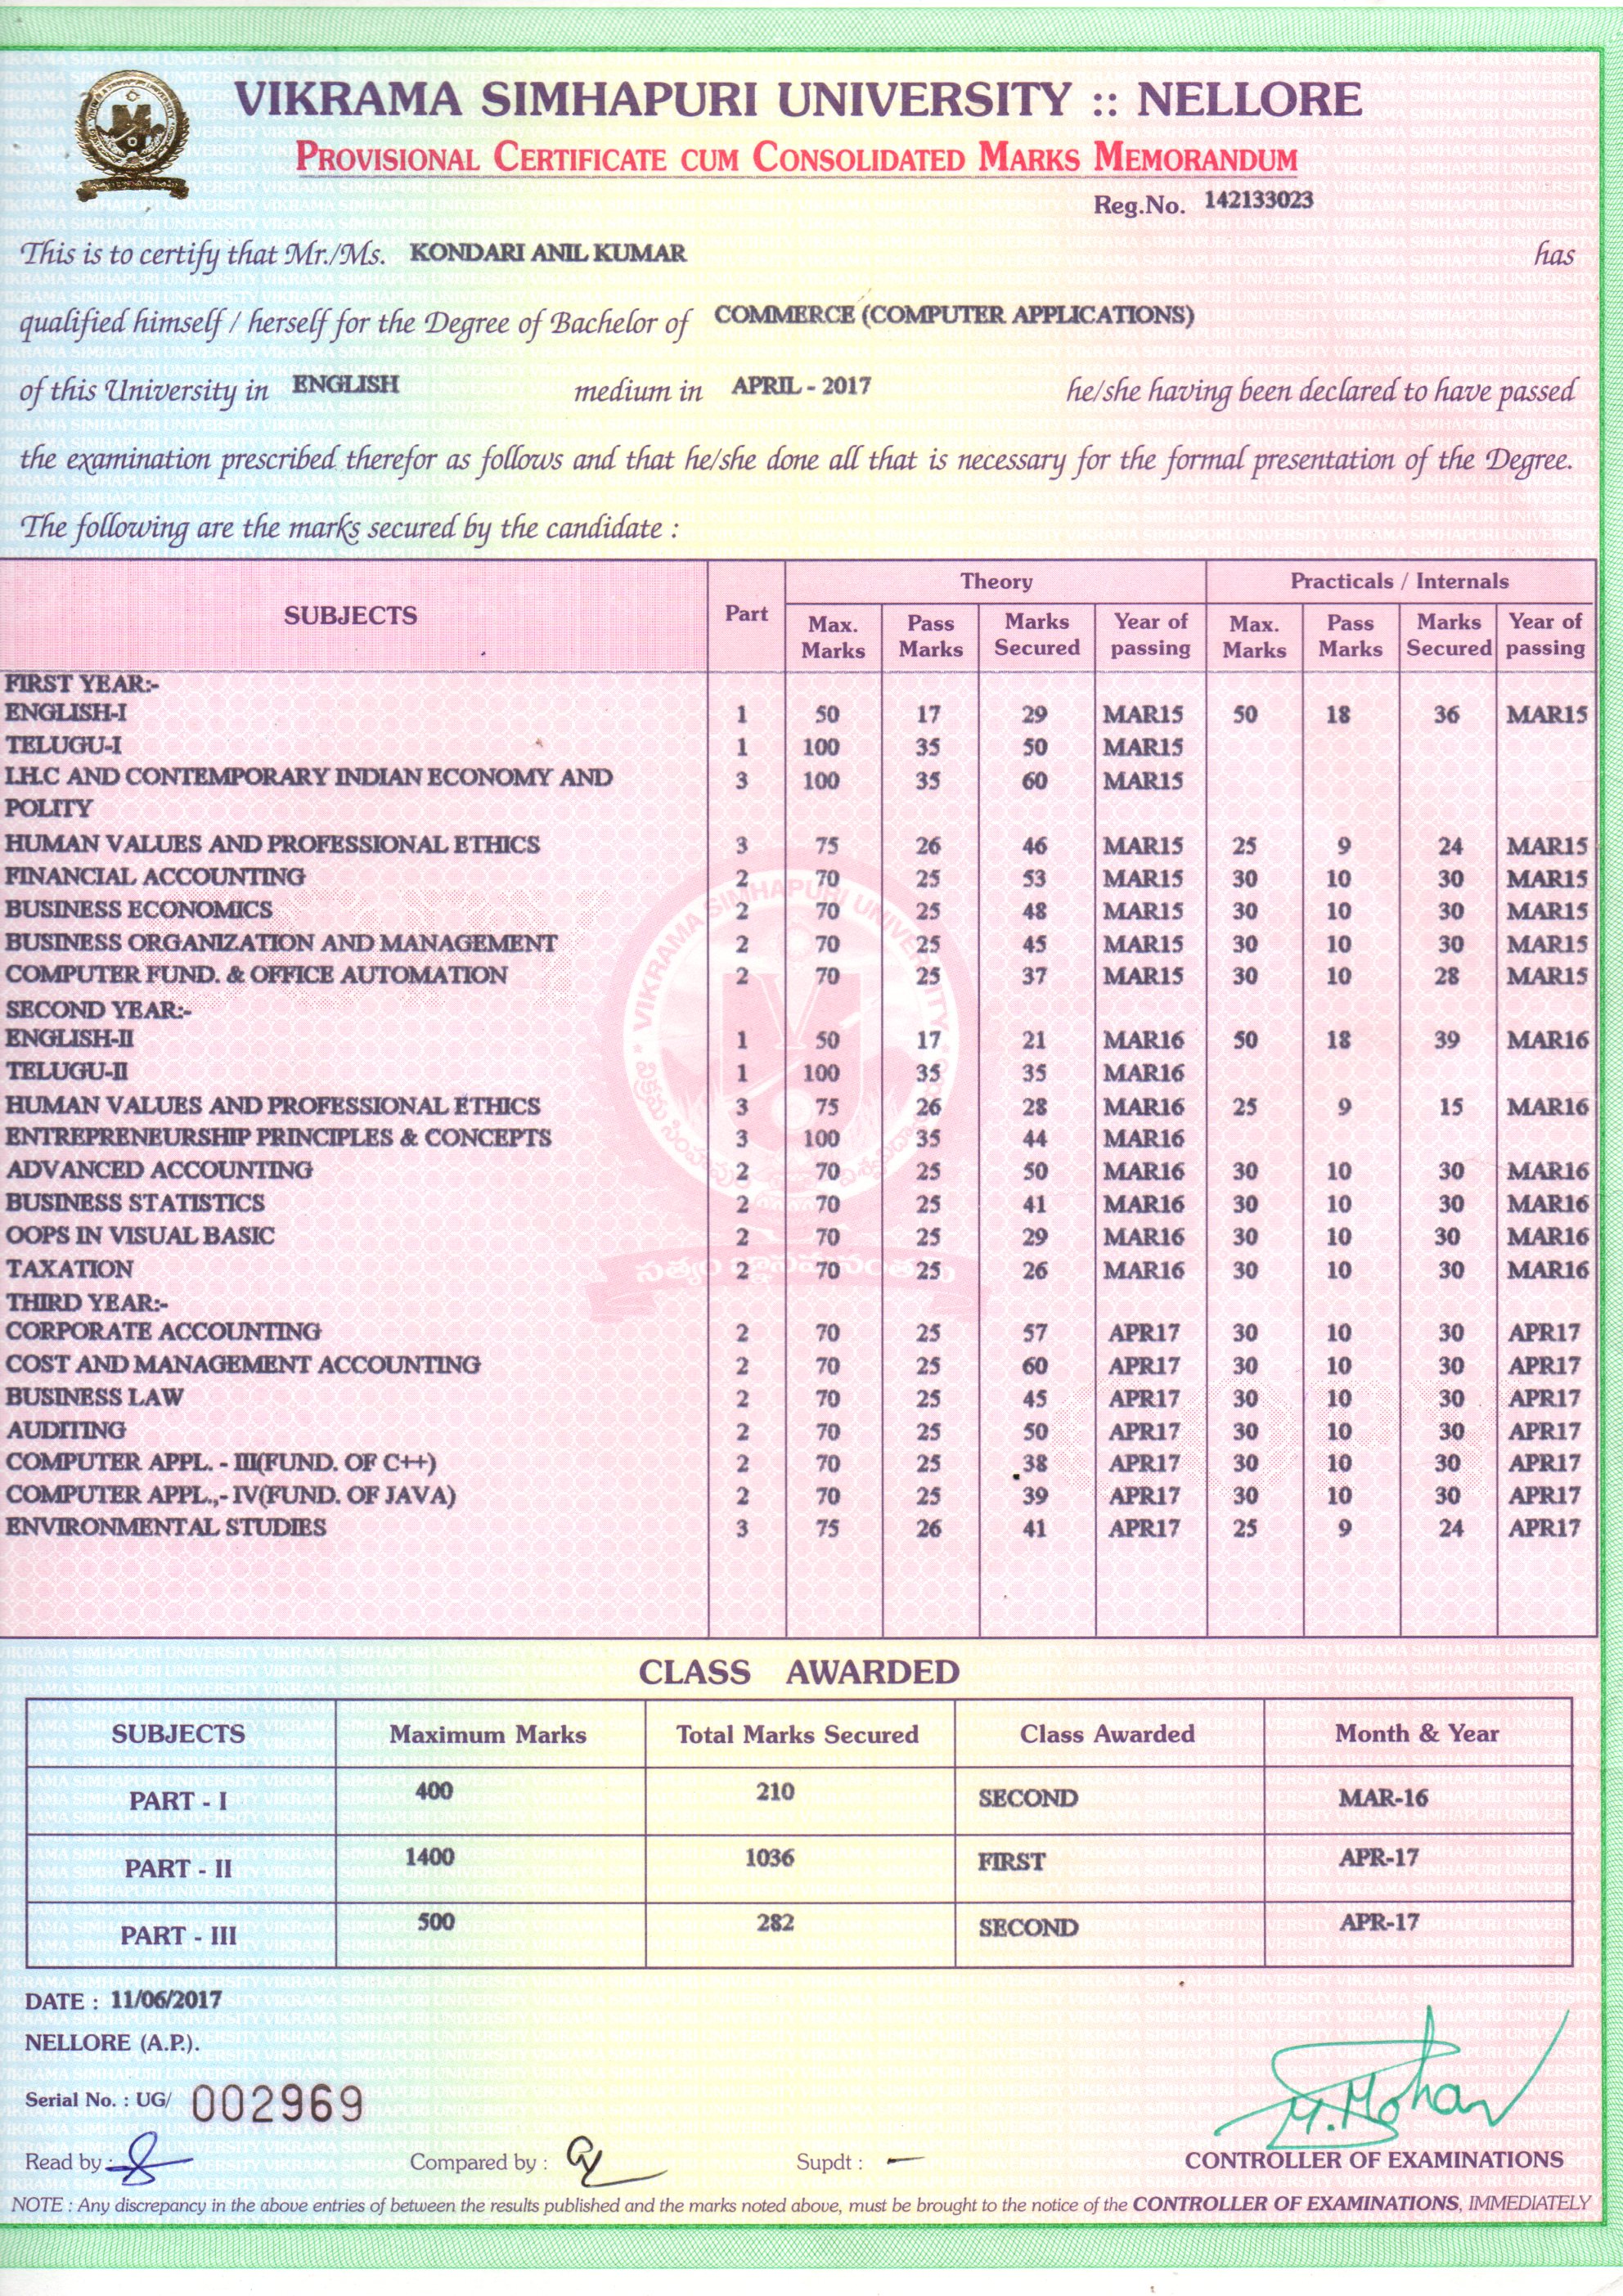 VIKRAMA SIMHAPURI UNIVERSITY :: NELLORE
PROVISIONAL CERTIFICATE CUM CONSOLIDATED MARKS MEMORANDUM
Reg.No. 142133023
This is to certify that Mr./Ms. KONDARI ANIL KUMAR has
qualified himself / herself for the Degree of Bachelor of COMMERCE (COMPUTER APPLICATIONS)
of this University in ENGLISH medium in APRIL - 2017 he/she having been declared to have passed
the examination prescribed therefor as follows and that he/she done all that is necessary for the formal presentation of the Degree.
The following are the marks secured by the candidate :
SUBJECTS Part Theory Practicals / Internals
Max. Marks Pass Marks Marks Secured Year of passing Max. Marks Pass Marks Marks Secured Year of passing
FIRST YEAR:-
ENGLISH-I 1 50 17 29 MAR15 50 18 36 MAR15
TELUGU-I 1 100 35 50 MAR15
I.H.C AND CONTEMPORARY INDIAN ECONOMY AND 3 100 35 60 MAR15
POLITY
HUMAN VALUES AND PROFESSIONAL ETHICS 3 75 26 46 MAR15 25 9 24 MAR15
FINANCIAL ACCOUNTING 2 70 25 53 MAR15 30 10 30 MAR15
BUSINESS ECONOMICS 2 70 25 48 MAR15 30 10 30 MAR15
BUSINESS ORGANIZATION AND MANAGEMENT 2 70 25 45 MAR15 30 10 30 MAR15
COMPUTER FUND. & OFFICE AUTOMATION 2 70 25 37 MAR15 30 10 28 MAR15
SECOND YEAR:-
ENGLISH-II 1 50 17 21 MAR16 50 18 39 MAR16
TELUGU-II 1 100 35 35 MAR16
HUMAN VALUES AND PROFESSIONAL ETHICS 3 75 26 28 MAR16 25 9 15 MAR16
ENTREPRENEURSHIP PRINCIPLES & CONCEPTS 3 100 35 44 MAR16
ADVANCED ACCOUNTING 2 70 25 50 MAR16 30 10 30 MAR16
BUSINESS STATISTICS 2 70 25 41 MAR16 30 10 30 MAR16
OOPS IN VISUAL BASIC 2 70 25 29 MAR16 30 10 30 MAR16
TAXATION 2 70 25 26 MAR16 30 10 30 MAR16
THIRD YEAR:-
CORPORATE ACCOUNTING 2 70 25 57 APR17 30 10 30 APR17
COST AND MANAGEMENT ACCOUNTING 2 70 25 60 APR17 30 10 30 APR17
BUSINESS LAW 2 70 25 45 APR17 30 10 30 APR17
AUDITING 2 70 25 50 APR17 30 10 30 APR17
COMPUTER APPL. - III(FUND. OF C++) 2 70 25 38 APR17 30 10 30 APR17
COMPUTER APPL.,- IV(FUND. OF JAVA) 2 70 25 39 APR17 30 10 30 APR17
ENVIRONMENTAL STUDIES 3 75 26 41 APR17 25 9 24 APR17
VIKRAMA SIMHAPURI UNIVERSITY
CLASS AWARDED
SUBJECTS Maximum Marks Total Marks Secured Class Awarded Month & Year
PART - I 400 210 SECOND MAR-16
PART - II 1400 1036 FIRST APR-17
PART - III 500 282 SECOND APR-17
DATE : 11/06/2017
NELLORE (A.P.).
Serial No. : UG/ 002969
M.Mohan
Read by : Compared by : Supdt : CONTROLLER OF EXAMINATIONS
NOTE : Any discrepancy in the above entries of between the results published and the marks noted above, must be brought to the notice of the CONTROLLER OF EXAMINATIONS, IMMEDIATELY